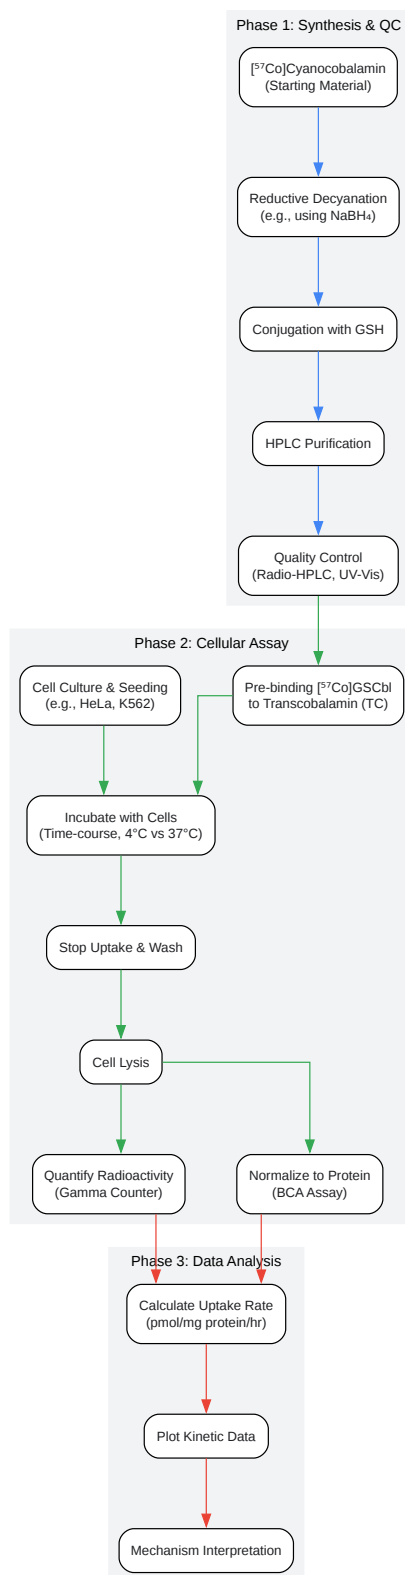 Phase 1: Synthesis & QC
[⁵⁷Co]Cyanocobalamin
(Starting Material)
Reductive Decyanation
(e.g., using NaBH₄)
Conjugation with GSH
HPLC Purification
Quality Control
(Radio-HPLC, UV-Vis)
Phase 2: Cellular Assay
Cell Culture & Seeding
(e.g., HeLa, K562)
Pre-binding [⁵⁷Co]GSCbl
to Transcobalamin (TC)
Incubate with Cells
(Time-course, 4°C vs 37°C)
Stop Uptake & Wash
Cell Lysis
Quantify Radioactivity
(Gamma Counter)
Normalize to Protein
(BCA Assay)
Phase 3: Data Analysis
Calculate Uptake Rate
(pmol/mg protein/hr)
Plot Kinetic Data
Mechanism Interpretation